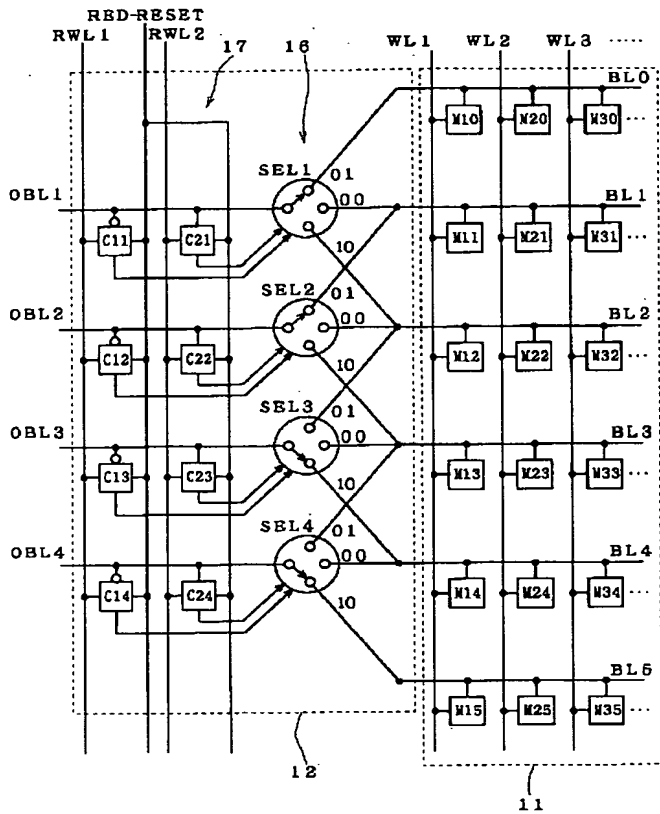 RED-RESET
RWL1 RWL2 WL1 WL2 WL3 ·····
17 16 BL0
M10 M20 M30 ···
SEL1 01
OBL1 00 BL1
C11 C21 M11 M21 M31 ···
10
SEL2 01
OBL2 00 BL2
C12 C22 M12 M22 M32 ···
10
SEL3 01
OBL3 00 BL3
C13 C23 M13 M23 M33 ···
10
SEL4 01
OBL4 00 BL4
C14 C24 M14 M24 M34 ···
10
BL5
M15 M25 M35 ···
12
11